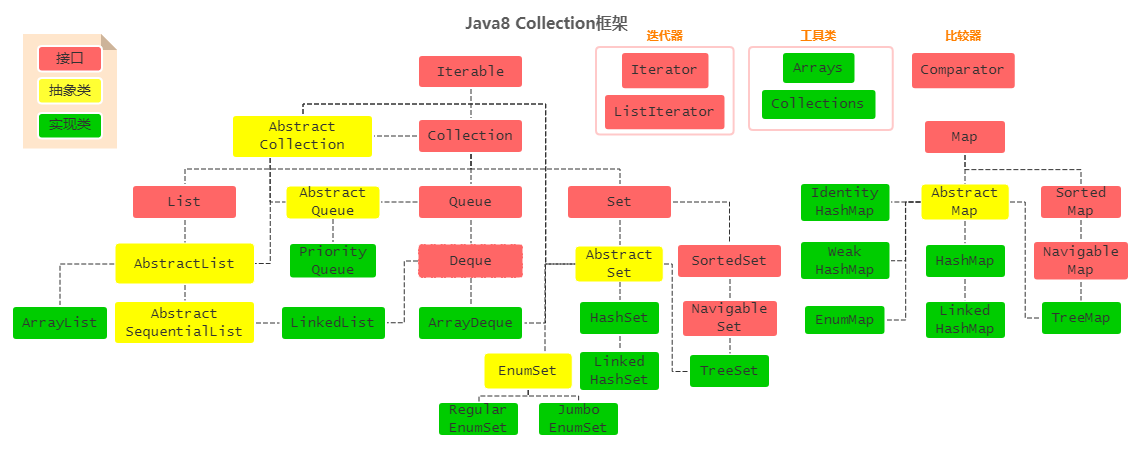 Java8 Collection框架
接口
抽象类
实现类
迭代器
Iterator
ListIterator
工具类
Arrays
Collections
比较器
Comparator
Iterable
Abstract
Collection
Collection
List
Abstract
Queue
Queue
Set
AbstractList
Priority
Queue
Deque
Abstract
Set
SortedSet
ArrayList
Abstract
SequentialList
LinkedList
ArrayDeque
HashSet
Navigable
Set
EnumSet
Linked
HashSet
TreeSet
Regular
EnumSet
Jumbo
EnumSet
Map
Identity
HashMap
Abstract
Map
Sorted
Map
Weak
HashMap
HashMap
Navigable
Map
EnumMap
Linked
HashMap
TreeMap